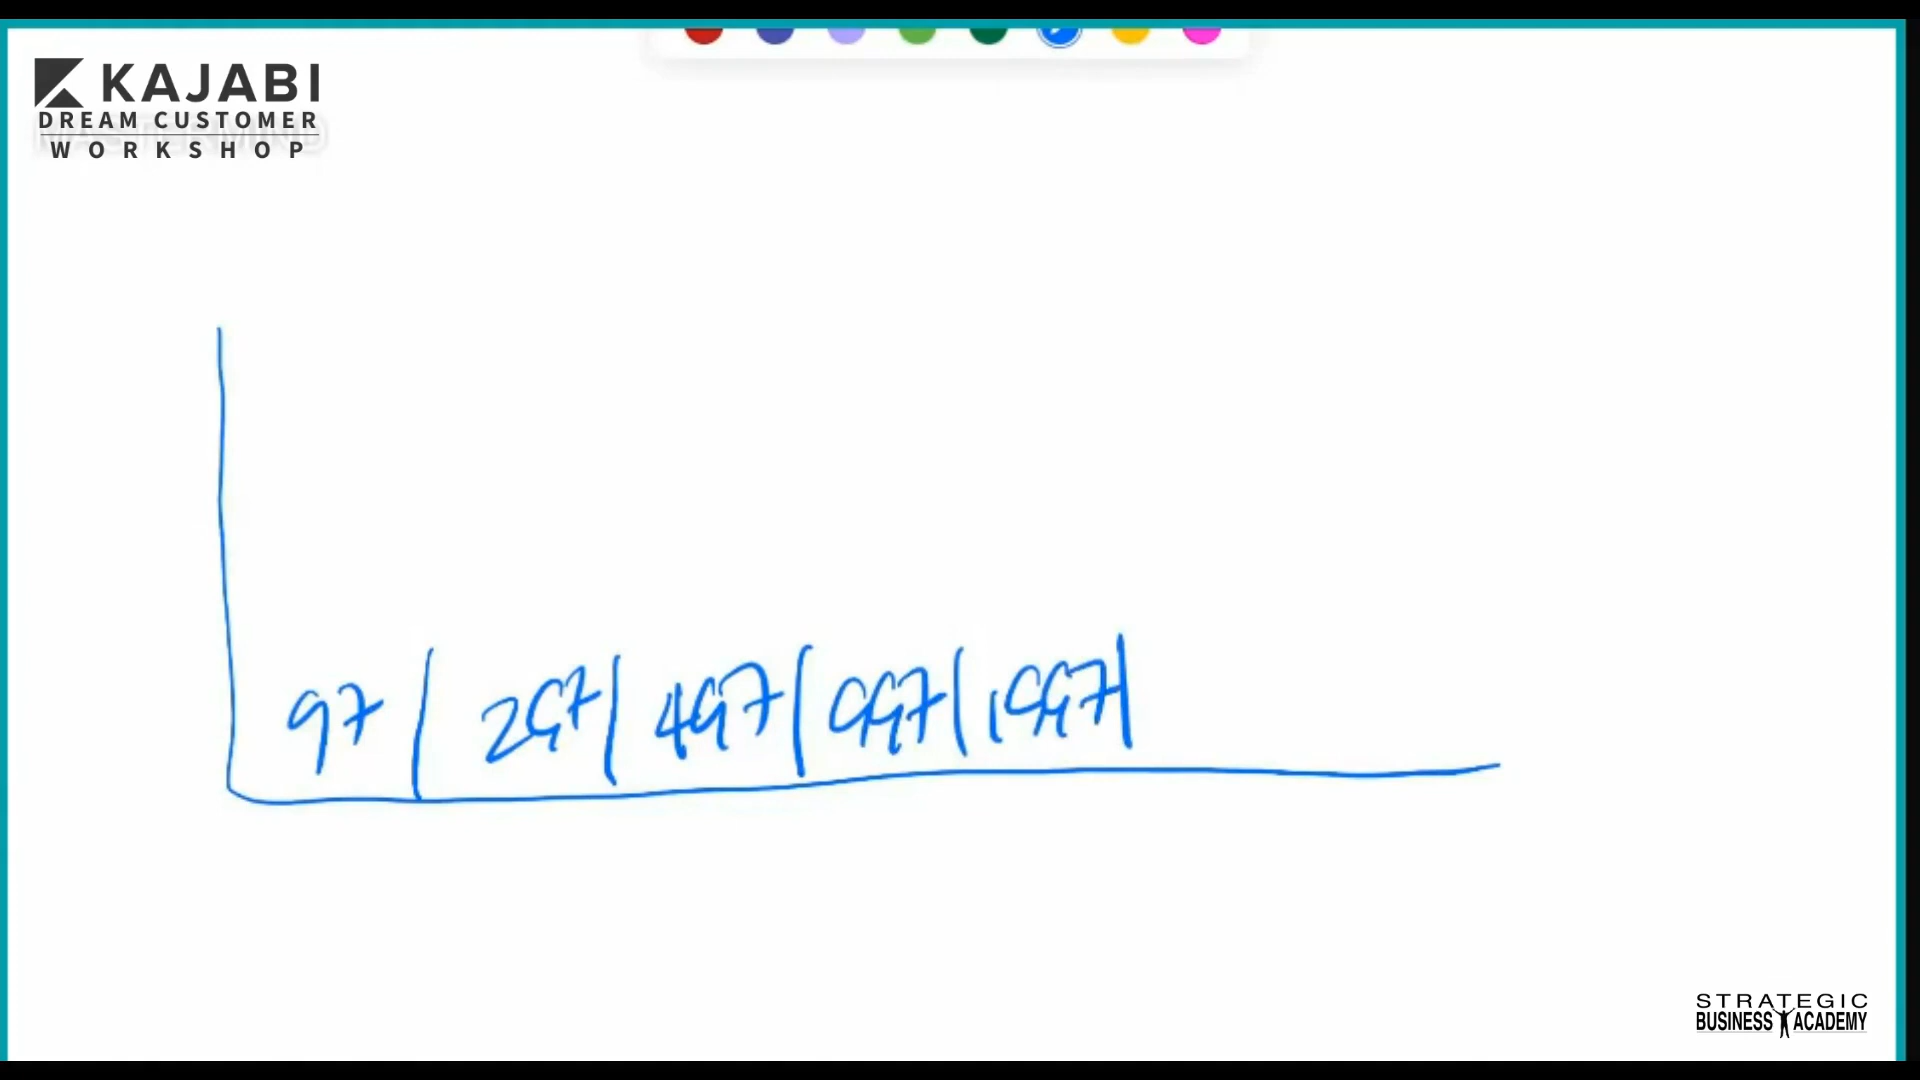 KAJABI
DREAM CUSTOMER
WORKSHOP
97 | 297 | 497 | 997 | 1997 |
STRATEGIC
BUSINESS ACADEMY